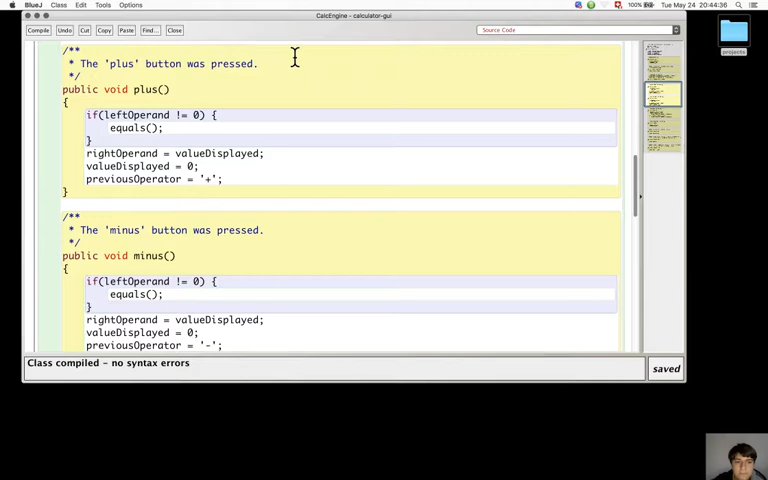 BlueJ Class Edit Tools Options 100% Tue May 24 20:44:36
CalcEngine - calculator-gui
Compile Undo Cut Copy Paste Find... Close Source Code
/**
* The 'plus' button was pressed.
*/
public void plus()
{
if(leftOperand != 0) {
equals();
}
rightOperand = valueDisplayed;
valueDisplayed = 0;
previousOperator = '+';
}
/**
* The 'minus' button was pressed.
*/
public void minus()
{
if(leftOperand != 0) {
equals();
}
rightOperand = valueDisplayed;
valueDisplayed = 0;
previousOperator = '-';
Class compiled - no syntax errors
saved
projects